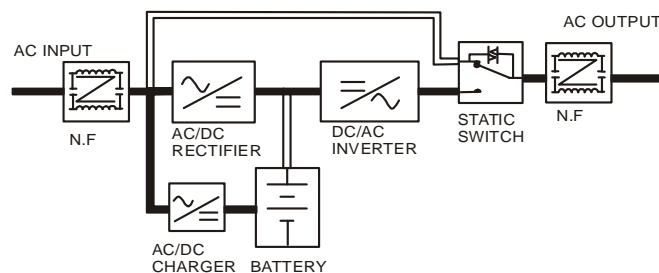 AC INPUT
AC OUTPUT
N.F
AC/DC
RECTIFIER
DC/AC
INVERTER
STATIC
SWITCH
N.F
AC/DC
CHARGER
BATTERY